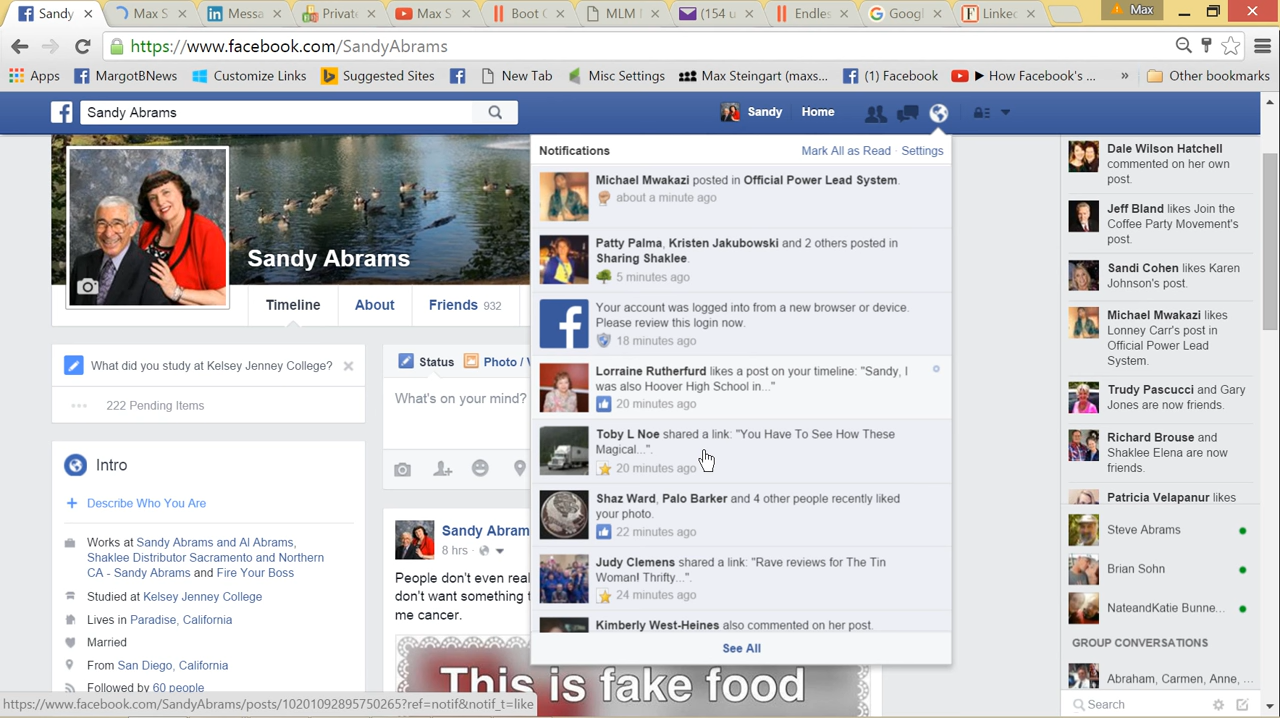 Sandy
Max S
Messa
Private
Max S
Boot C
MLM
(154 u
Endles
Googl
Linke
Max
https://www.facebook.com/SandyAbrams
Apps
MargotBNews
Customize Links
Suggested Sites
New Tab
Misc Settings
Max Steingart (maxs...
(1) Facebook
► How Facebook's ...
»
Other bookmarks
Sandy Abrams
Sandy
Home
Sandy Abrams
Timeline
About
Friends 932
What did you study at Kelsey Jenney College?
222 Pending Items
Intro
+ Describe Who You Are
Works at Sandy Abrams and Al Abrams,
Shaklee Distributor Sacramento and Northern
CA - Sandy Abrams and Fire Your Boss
Studied at Kelsey Jenney College
Lives in Paradise, California
Married
From San Diego, California
Followed by 60 people
https://www.facebook.com/SandyAbrams/posts/10201092895750265?ref=notif&notif_t=like
Status
Photo / V
What's on your mind?
Sandy Abram
8 hrs
People don't even real
don't want something t
me cancer.
This is fake food
Notifications
Mark All as Read · Settings
Michael Mwakazi posted in Official Power Lead System.
about a minute ago
Patty Palma, Kristen Jakubowski and 2 others posted in
Sharing Shaklee.
5 minutes ago
Your account was logged into from a new browser or device.
Please review this login now.
18 minutes ago
Lorraine Rutherfurd likes a post on your timeline: "Sandy, I
was also Hoover High School in..."
20 minutes ago
Toby L Noe shared a link: "You Have To See How These
Magical...".
20 minutes ago
Shaz Ward, Palo Barker and 4 other people recently liked
your photo.
22 minutes ago
Judy Clemens shared a link: "Rave reviews for The Tin
Woman! Thrifty...".
24 minutes ago
Kimberly West-Heines also commented on her post.
See All
Dale Wilson Hatchell
commented on her own
post.
Jeff Bland likes Join the
Coffee Party Movement's
post.
Sandi Cohen likes Karen
Johnson's post.
Michael Mwakazi likes
Lonney Carr's post in
Official Power Lead
System.
Trudy Pascucci and Gary
Jones are now friends.
Richard Brouse and
Shaklee Elena are now
friends.
Patricia Velapanur likes
Steve Abrams
Brian Sohn
NateandKatie Bunne...
GROUP CONVERSATIONS
Abraham, Carmen, Anne, ...
Search